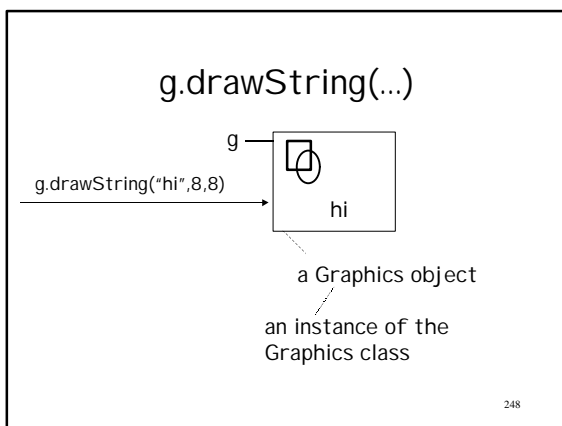 g.drawString(...)
g
g.drawString("hi",8,8)
hi
a Graphics object
an instance of the
Graphics class
248